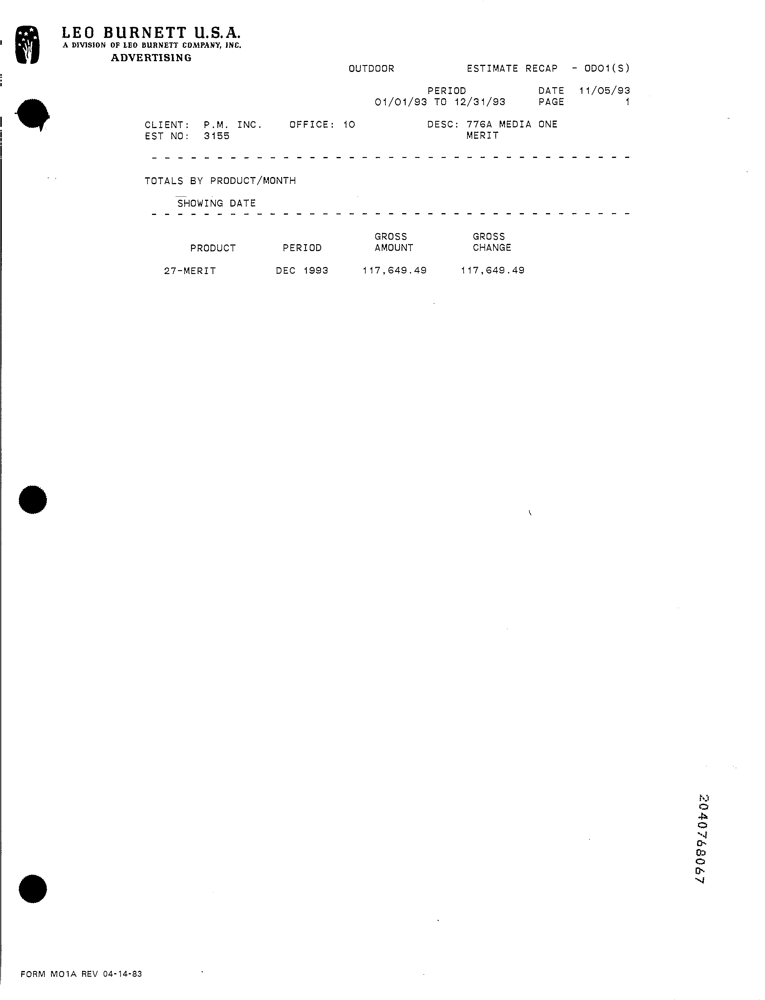 LEO BURNETT U.S.A.
A DIVISION OF LEO BURNETT COMPANY, INC.
ADVERTISING
OUTDOOR ESTIMATE RECAP - OD01(S)
PERIOD DATE 11/05/93
01/01/93 TO 12/31/93 PAGE 1
CLIENT: P.M. INC. OFFICE: 10 DESC: 776A MEDIA ONE
EST NO: 3155 MERIT
TOTALS BY PRODUCT/MONTH
SHOWING DATE
GROSS GROSS
PRODUCT PERIOD AMOUNT CHANGE
27-MERIT DEC 1993 117,649.49 117,649.49
2040768067
FORM MO1A REV 04-14-83